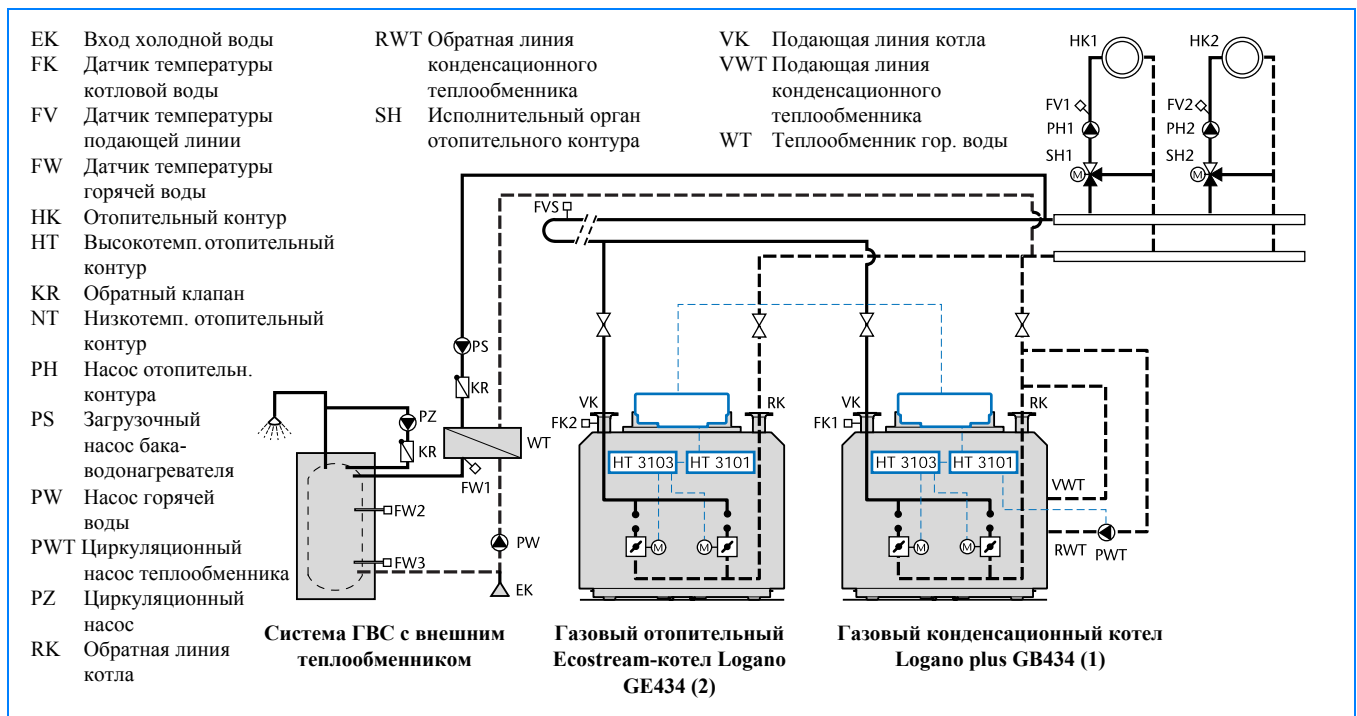 EK Вход холодной воды
FK Датчик температуры
котловой воды
FV Датчик температуры
подающей линии
FW Датчик температуры
горячей воды
HK Отопительный контур
HT Высокотемп. отопительный
контур
KR Обратный клапан
NT Низкотемп. отопительный
контур
PH Насос отопительн.
контура
PS Загрузочный
насос бака-
водонагревателя
PW Насос горячей
воды
PWT Циркуляционный
насос теплообменника
PZ Циркуляционный
насос
RK Обратная линия
котла
RWT Обратная линия
конденсационного
теплообменника
SH Исполнительный орган
отопительного контура
VK Подающая линия котла
VWT Подающая линия
конденсационного
теплообменника
WT Теплообменник гор. воды
HK1
HK2
FV1
FV2
PH1
PH2
SH1
SH2
M
M
FVS
PS
KR
PZ
KR
WT
FW1
FW2
FW3
PW
EK
VK
FK2
RK
HT 3103
HT 3101
M
M
VK
FK1
RK
HT 3103
HT 3101
M
M
VWT
RWT
PWT
Система ГВС с внешним
теплообменником
Газовый отопительный
Ecostream-котел Logano
GE434 (2)
Газовый конденсационный котел
Logano plus GB434 (1)